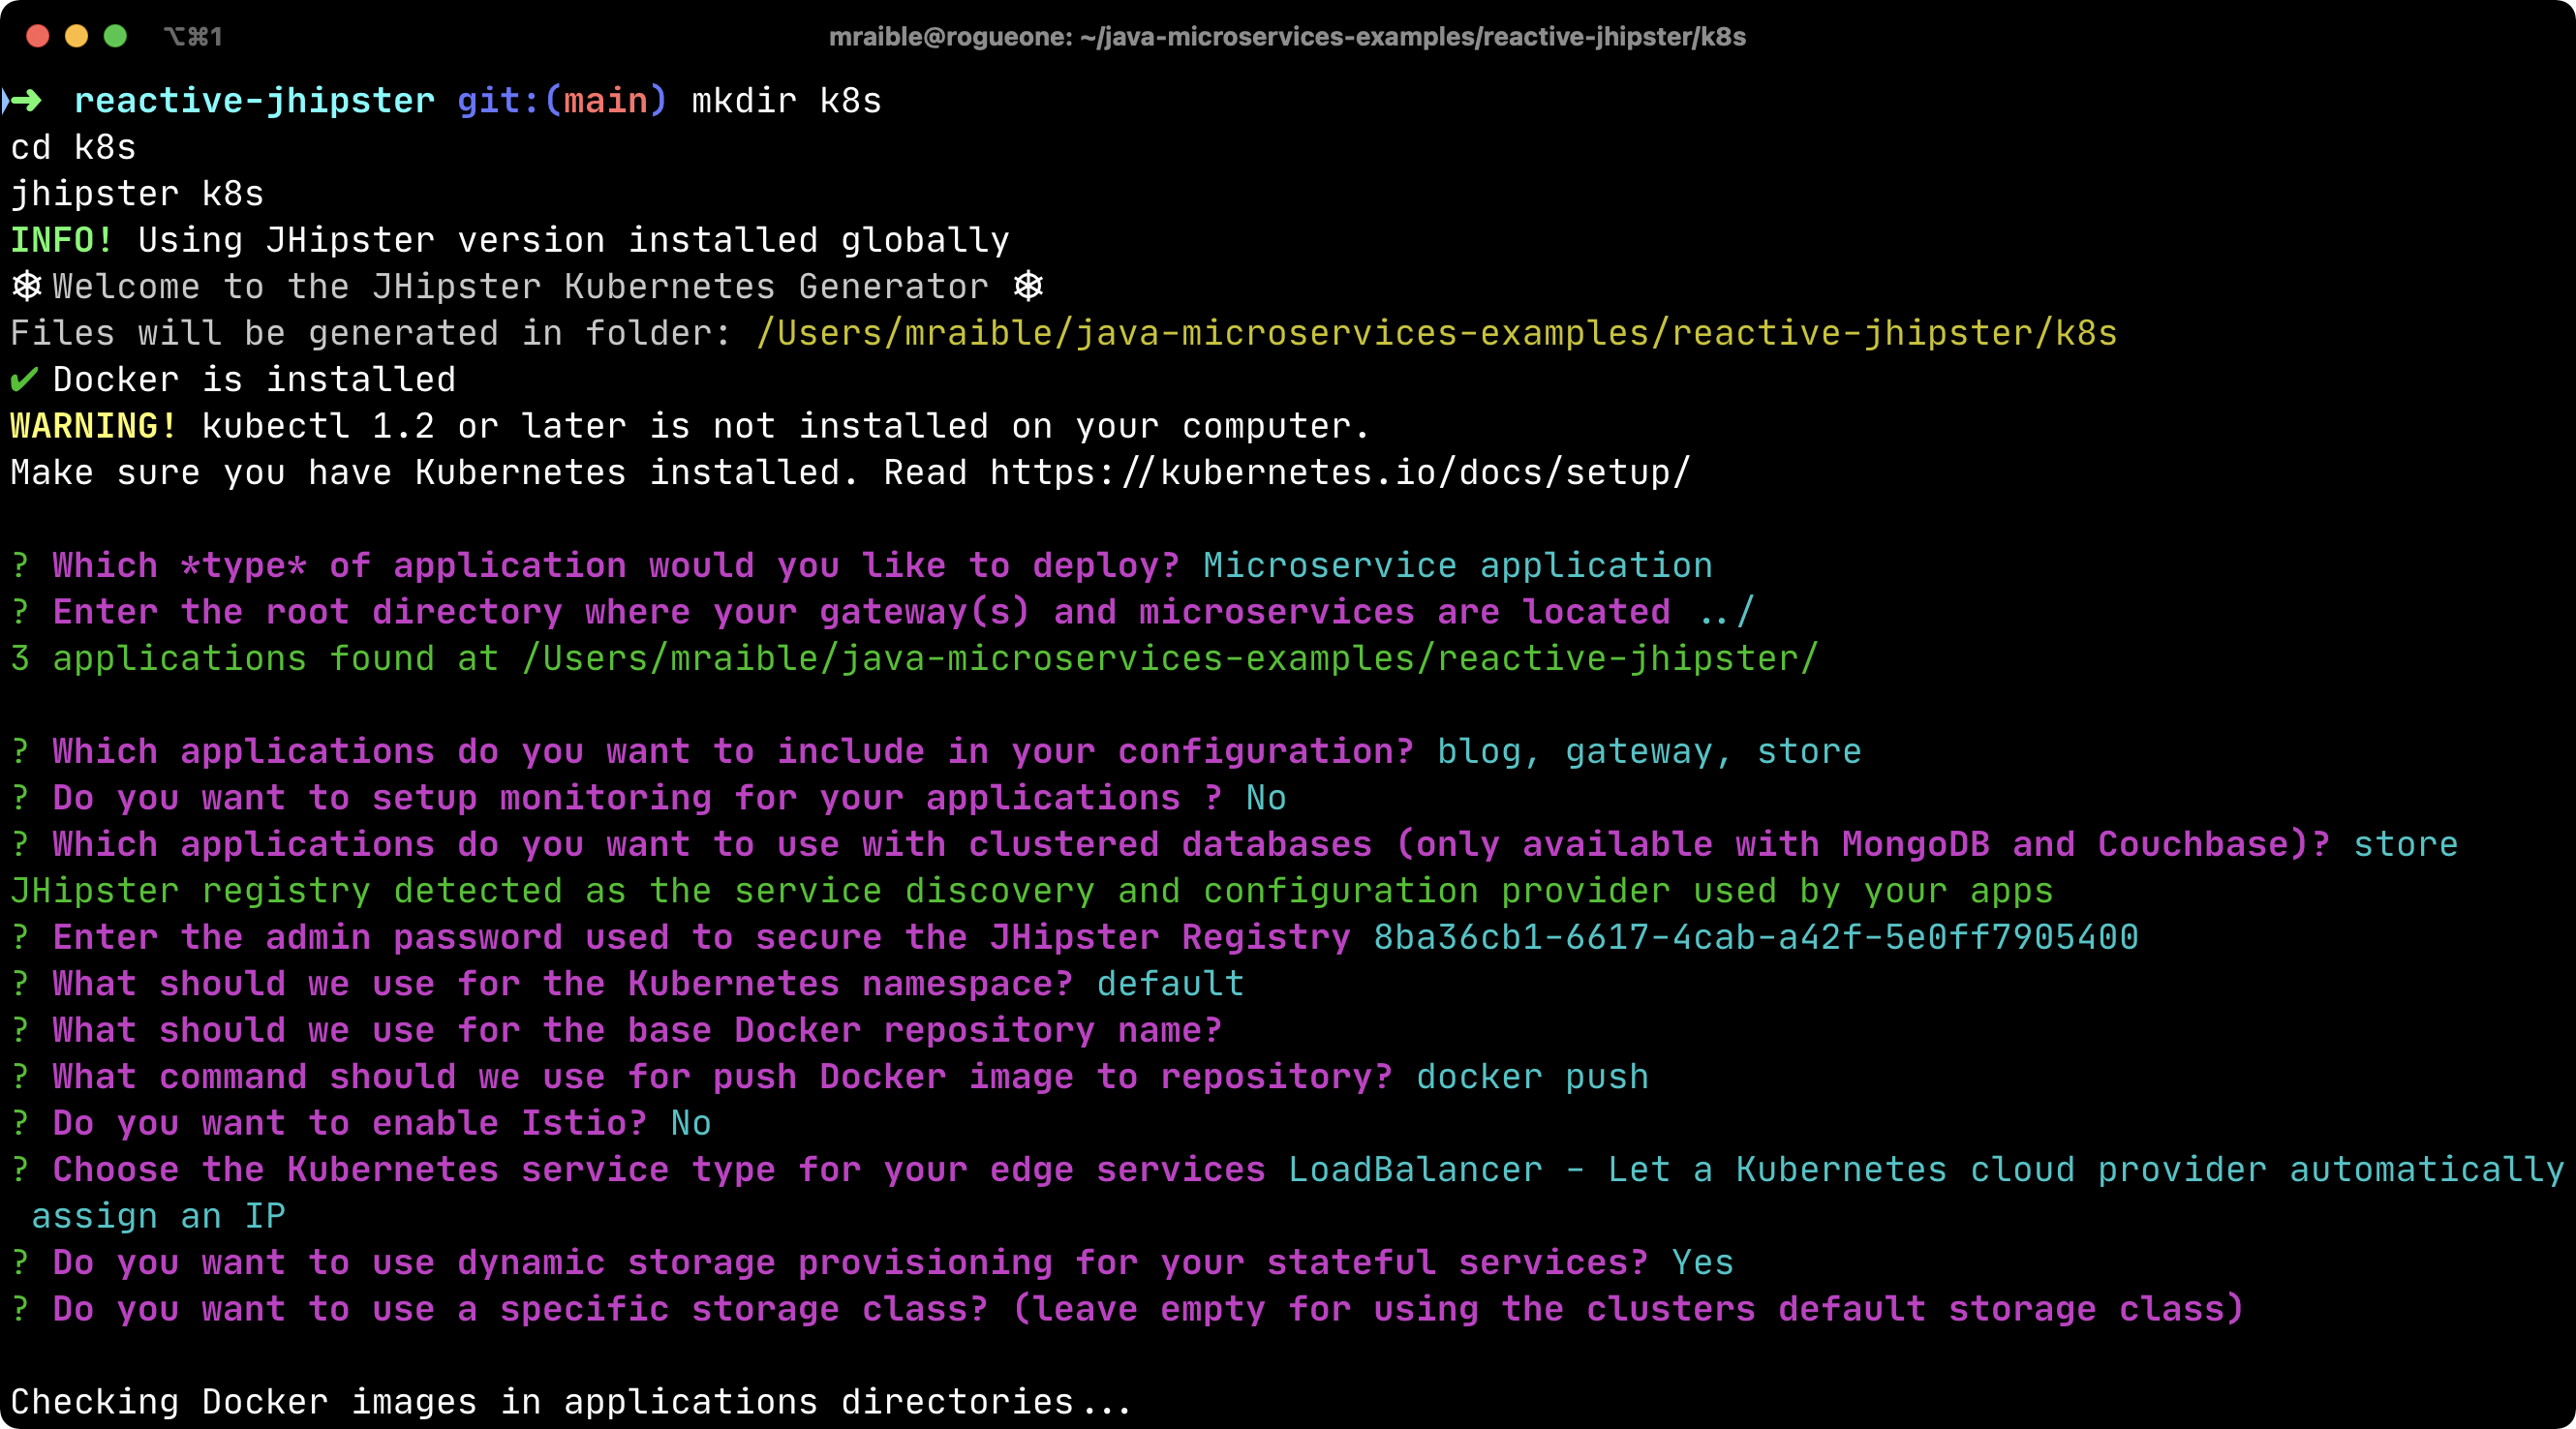 ⌥⌘1 mraible@rogueone: ~/java-microservices-examples/reactive-jhipster/k8s
➜ reactive-jhipster git:(main) mkdir k8s
cd k8s
jhipster k8s
INFO! Using JHipster version installed globally
⎈ Welcome to the JHipster Kubernetes Generator ⎈
Files will be generated in folder: /Users/mraible/java-microservices-examples/reactive-jhipster/k8s
✔ Docker is installed
WARNING! kubectl 1.2 or later is not installed on your computer.
Make sure you have Kubernetes installed. Read https://kubernetes.io/docs/setup/
? Which *type* of application would you like to deploy? Microservice application
? Enter the root directory where your gateway(s) and microservices are located ../
3 applications found at /Users/mraible/java-microservices-examples/reactive-jhipster/
? Which applications do you want to include in your configuration? blog, gateway, store
? Do you want to setup monitoring for your applications ? No
? Which applications do you want to use with clustered databases (only available with MongoDB and Couchbase)? store
JHipster registry detected as the service discovery and configuration provider used by your apps
? Enter the admin password used to secure the JHipster Registry 8ba36cb1-6617-4cab-a42f-5e0ff7905400
? What should we use for the Kubernetes namespace? default
? What should we use for the base Docker repository name?
? What command should we use for push Docker image to repository? docker push
? Do you want to enable Istio? No
? Choose the Kubernetes service type for your edge services LoadBalancer - Let a Kubernetes cloud provider automatically
assign an IP
? Do you want to use dynamic storage provisioning for your stateful services? Yes
? Do you want to use a specific storage class? (leave empty for using the clusters default storage class)
Checking Docker images in applications directories...